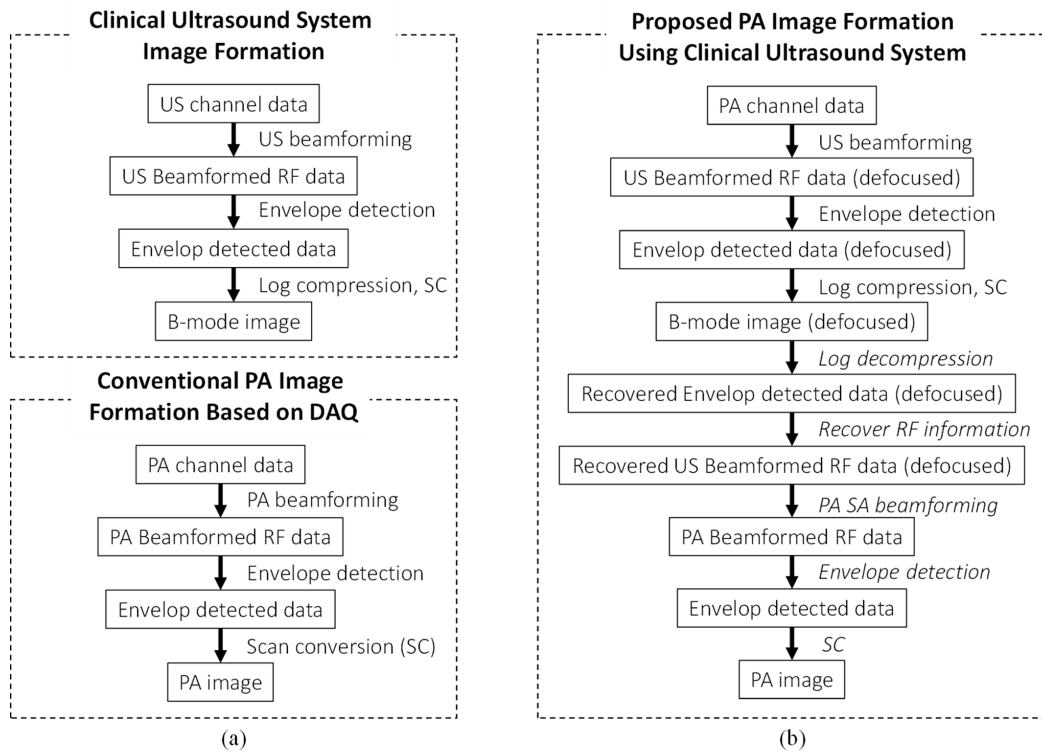 Clinical Ultrasound System
Image Formation
US channel data
US beamforming
US Beamformed RF data
Envelope detection
Envelop detected data
Log compression, SC
B-mode image
Conventional PA Image
Formation Based on DAQ
PA channel data
PA beamforming
PA Beamformed RF data
Envelope detection
Envelop detected data
Scan conversion (SC)
PA image
(a)
Proposed PA Image Formation
Using Clinical Ultrasound System
PA channel data
US beamforming
US Beamformed RF data (defocused)
Envelope detection
Envelop detected data (defocused)
Log compression, SC
B-mode image (defocused)
Log decompression
Recovered Envelop detected data (defocused)
Recover RF information
Recovered US Beamformed RF data (defocused)
PA SA beamforming
PA Beamformed RF data
Envelope detection
Envelop detected data
SC
PA image
(b)